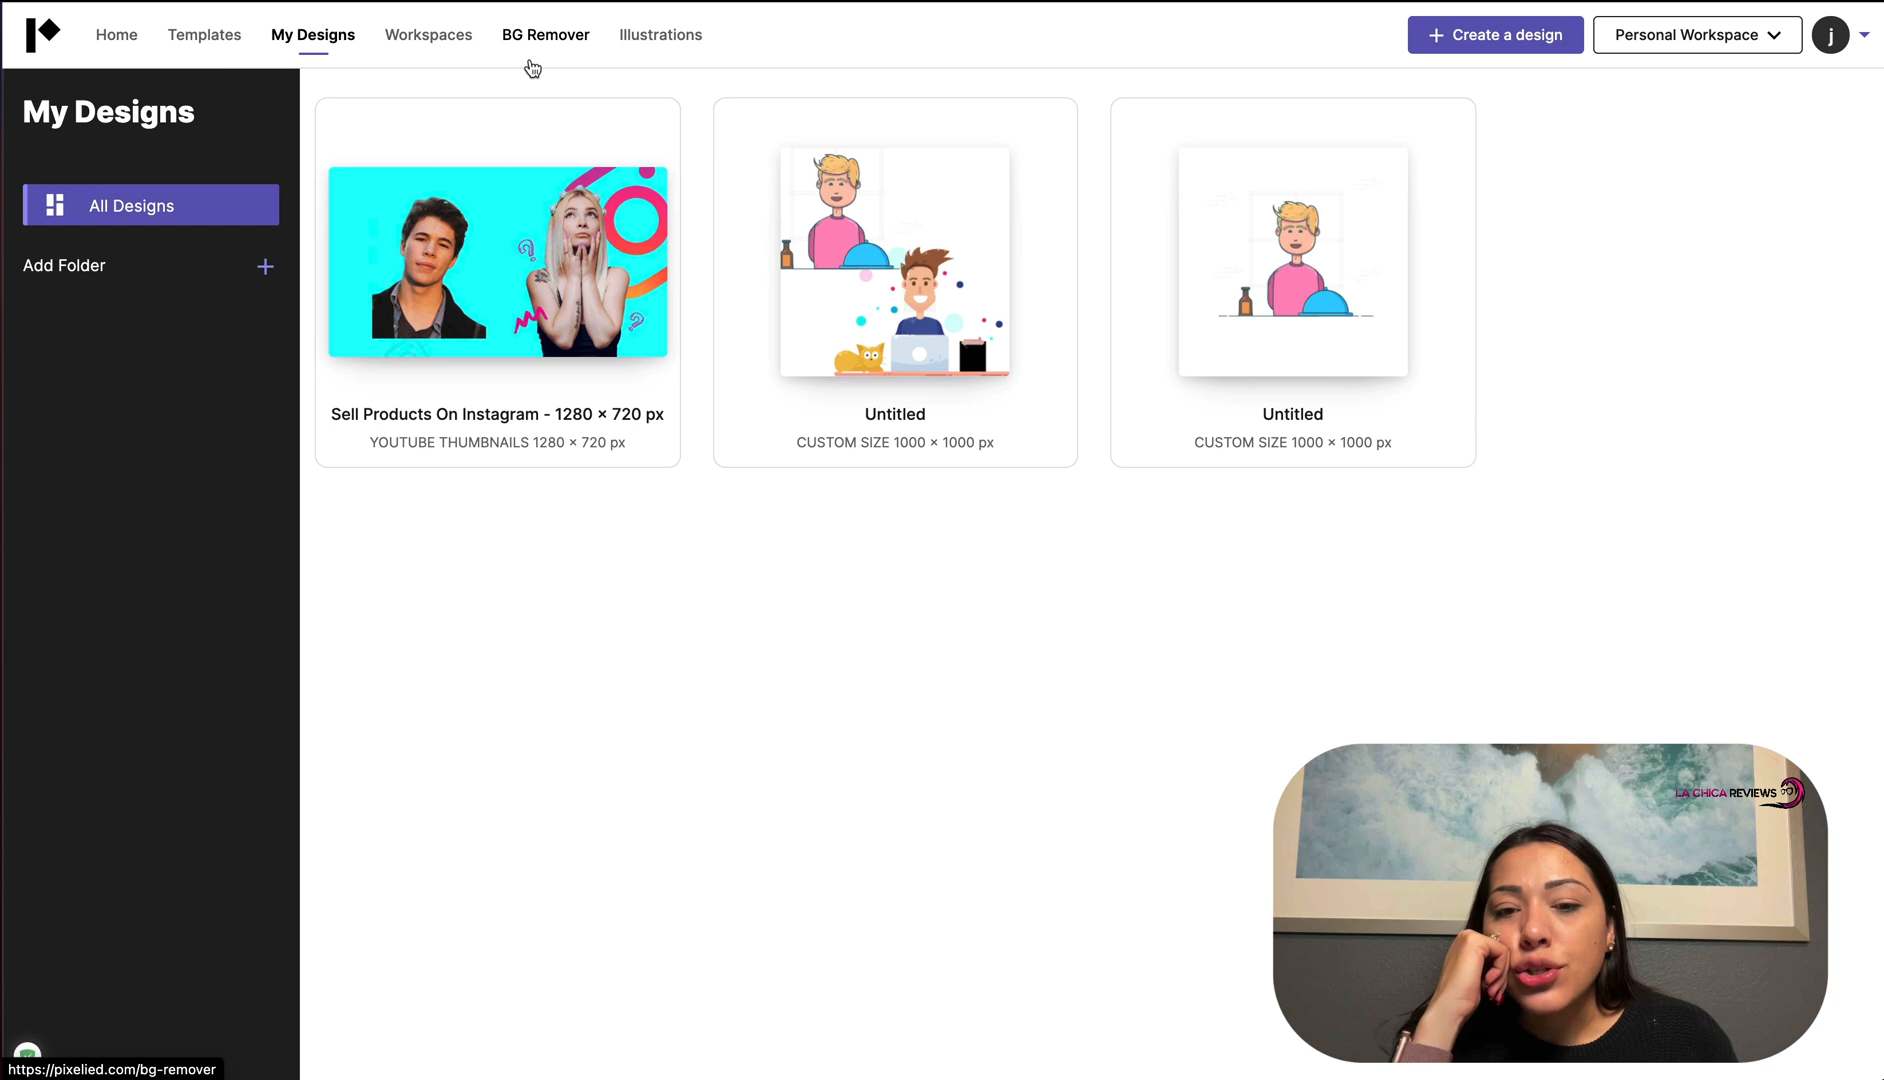 Home Templates My Designs Workspaces BG Remover Illustrations
+ Create a design
Personal Workspace
j
My Designs
All Designs
Add Folder +
Sell Products On Instagram - 1280 × 720 px
YOUTUBE THUMBNAILS 1280 × 720 px
Untitled
CUSTOM SIZE 1000 × 1000 px
Untitled
CUSTOM SIZE 1000 × 1000 px
LA CHICA REVIEWS
https://pixelied.com/bg-remover